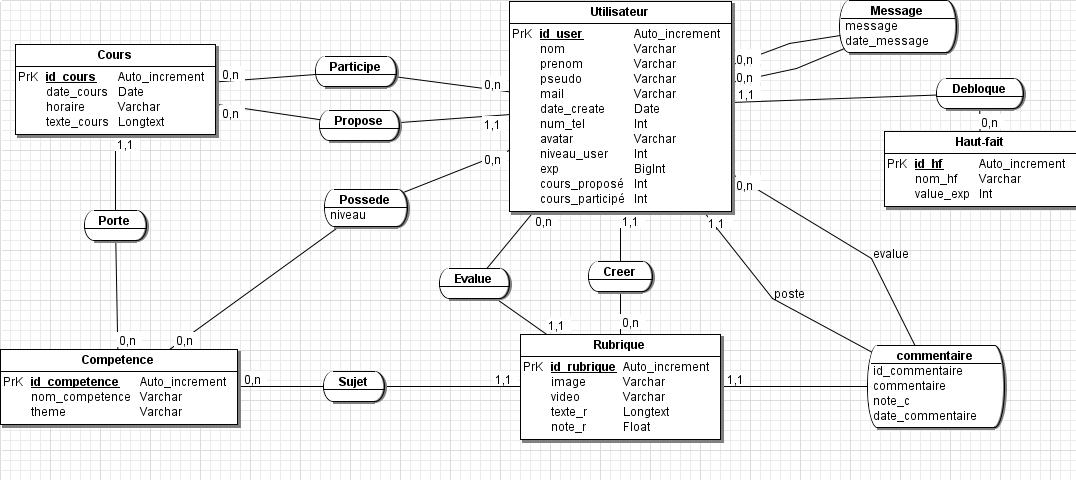 Cours
PrK id_cours Auto_increment
date_cours Date
horaire Varchar
texte_cours Longtext
Participe
0,n
0,n
Propose
0,n
1,1
Utilisateur
PrK id_user Auto_increment
nom Varchar
prenom Varchar
pseudo Varchar
mail Varchar
date_create Date
num_tel Int
avatar Varchar
niveau_user Int
exp BigInt
cours_proposé Int
cours_participé Int
Message
message
date_message
0,n
0,n
1,1
Debloque
0,n
Haut-fait
PrK id_hf Auto_increment
nom_hf Varchar
value_exp Int
1,1
Porte
0,n
0,n
Possede
niveau
0,n
0,n
Evalue
1,1
1,1
Creer
0,n
1,1
poste
0,n
evalue
Competence
PrK id_competence Auto_increment
nom_competence Varchar
theme Varchar
0,n
Sujet
1,1
Rubrique
PrK id_rubrique Auto_increment
image Varchar
video Varchar
texte_r Longtext
note_r Float
1,1
commentaire
id_commentaire
commentaire
note_c
date_commentaire